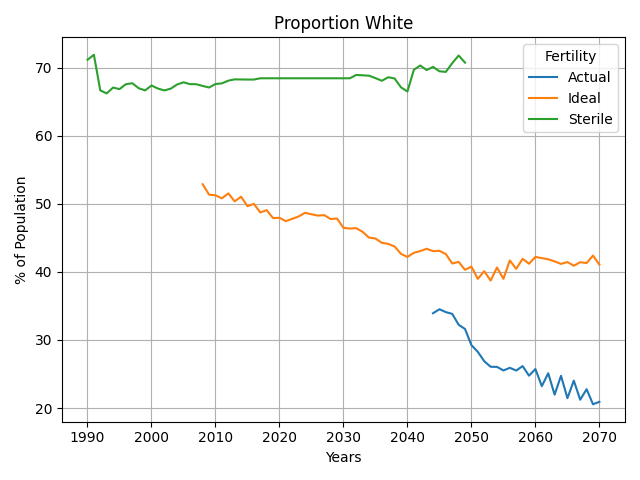 Proportion White
Fertility
Actual
Ideal
Sterile
% of Population
70
60
50
40
30
20
1990 2000 2010 2020 2030 2040 2050 2060 2070
Years